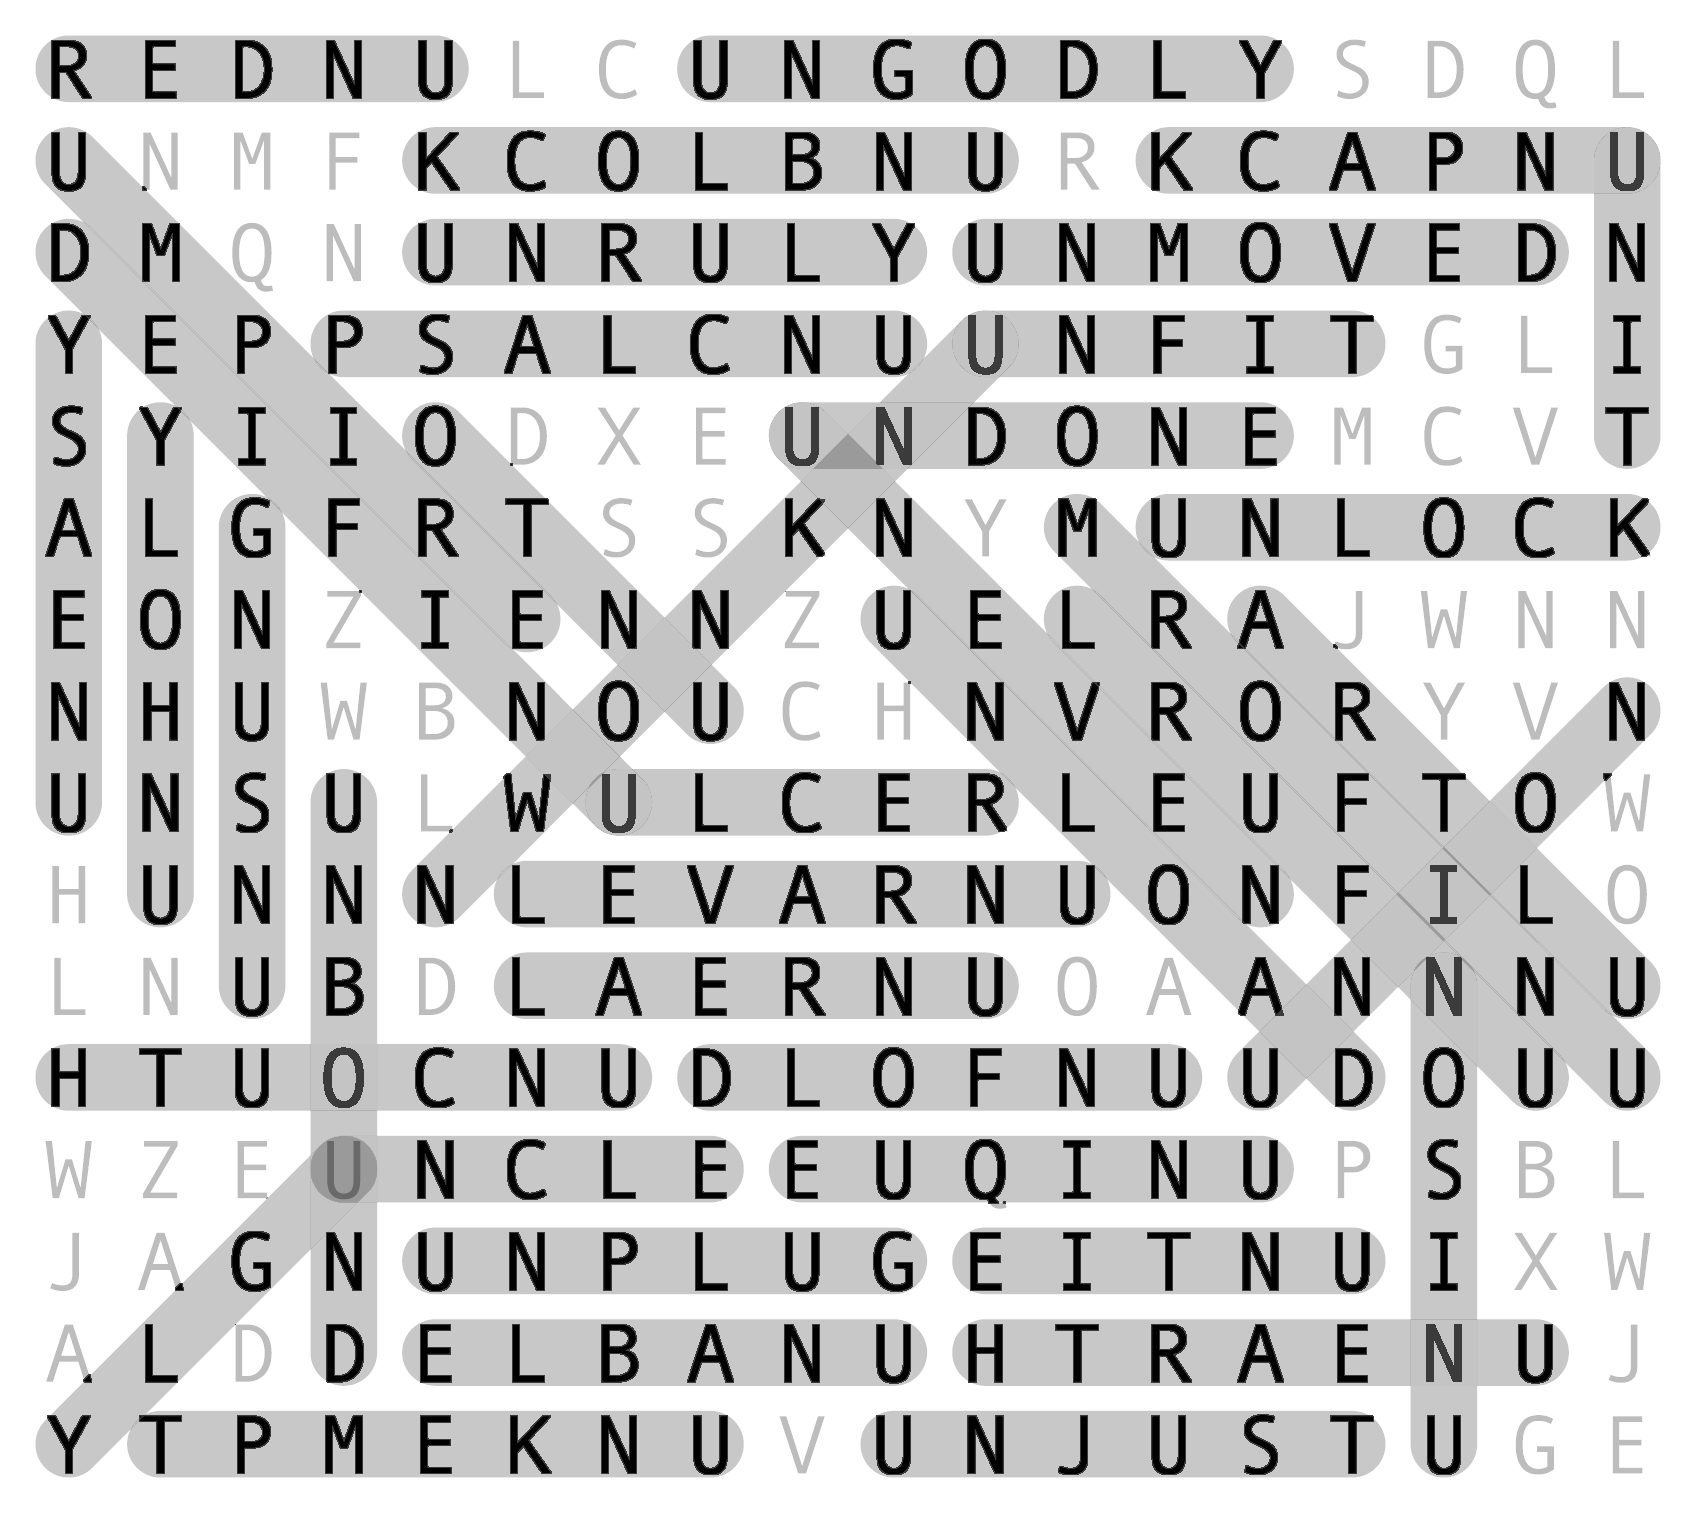 R E D N U L C U N G O D L Y S D Q L
U N M F K C O L B N U R K C A P N U
D M Q N U N R U L Y U N M O V E D N
Y E P P S A L C N U U N F I T G L I
S Y I I O D X E U N D O N E M C V T
A L G F R T S S K N Y M U N L O C K
E O N Z I E N N Z U E L R A J W N N
N H U W B N O U C H N V R O R Y V N
U N S U L W U L C E R L E U F T O W
H U N N N L E V A R N U O N F I L O
L N U B D L A E R N U O A A N N N U
H T U O C N U D L O F N U U D O U U
W Z E U N C L E E U Q I N U P S B L
J A G N U N P L U G E I T N U I X W
A L D D E L B A N U H T R A E N U J
Y T P M E K N U V U N J U S T U G E